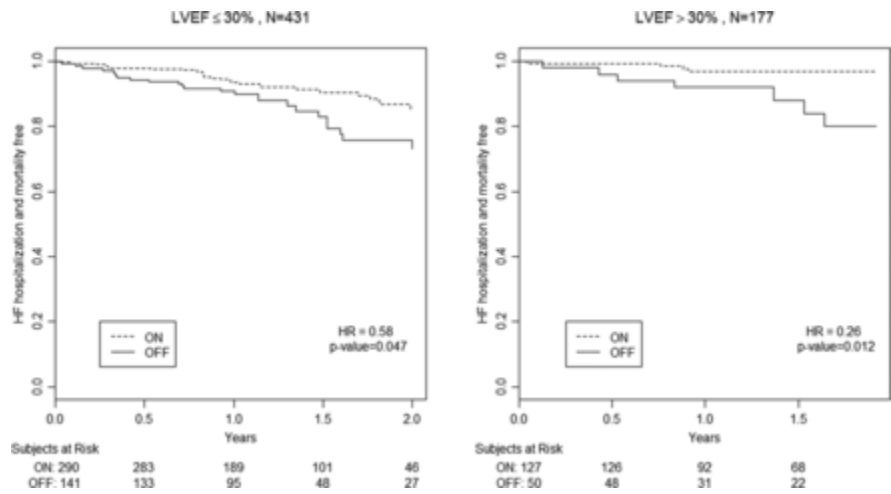 LVEF ≤ 30% , N=431
HF hospitalization and mortality free
1.0
0.8
0.6
0.4
0.2
0.0
ON
OFF
HR = 0.58
p-value=0.047
0.0 0.5 1.0 1.5 2.0
Years
Subjects at Risk
ON: 290 283 189 101 46
OFF: 141 133 95 48 27
LVEF > 30% , N=177
HF hospitalization and mortality free
1.0
0.8
0.6
0.4
0.2
0.0
ON
OFF
HR = 0.26
p-value=0.012
0.0 0.5 1.0 1.5
Years
Subjects at Risk
ON: 127 126 92 68
OFF: 50 48 31 22